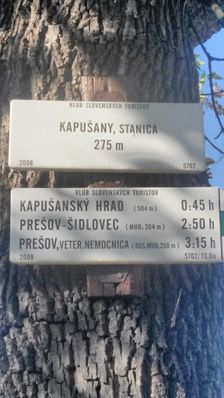 KLUB SLOVENSKÝCH TURISTOV
KAPUŠANY, STANICA
275 m
2008 5702
KLUB SLOVENSKÝCH TURISTOV
KAPUŠANSKÝ HRAD (504 m) 0:45 h
PREŠOV-ŠIDLOVEC (MHD; 304 m) 2:50 h
PREŠOV, VETER. NEMOCNICA (BUS, MHD, 250 m) 3:15 h
2008 5702/13,0a